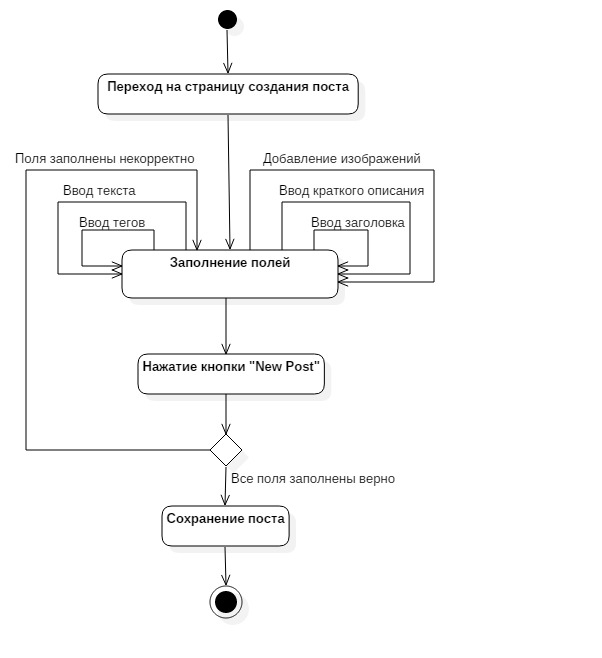 Переход на страницу создания поста
Поля заполнены некорректно
Добавление изображений
Ввод текста
Ввод краткого описания
Ввод тегов
Ввод заголовка
Заполнение полей
Нажатие кнопки "New Post"
Все поля заполнены верно
Сохранение поста